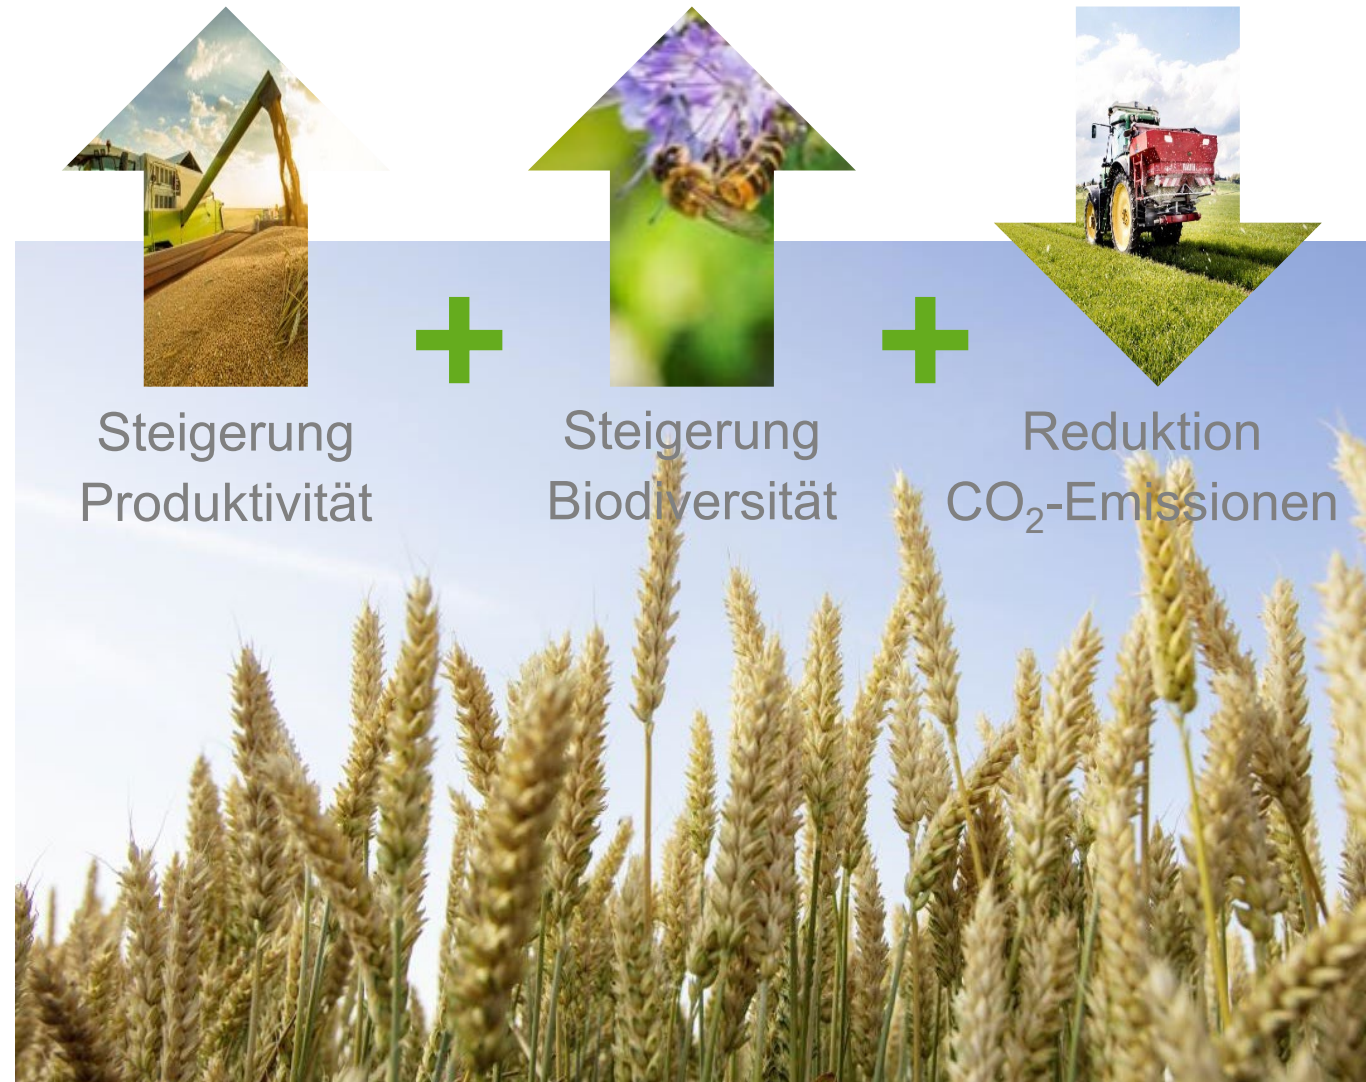 Steigerung
Produktivität
Steigerung
Biodiversität
Reduktion
CO₂-Emissionen